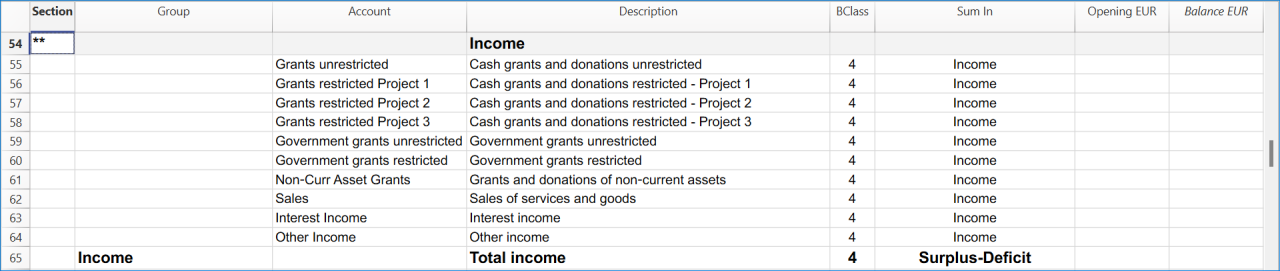 Section Group Account Description BClass Sum In Opening EUR Balance EUR
54 ** Income
55 Grants unrestricted Cash grants and donations unrestricted 4 Income
56 Grants restricted Project 1 Cash grants and donations restricted - Project 1 4 Income
57 Grants restricted Project 2 Cash grants and donations restricted - Project 2 4 Income
58 Grants restricted Project 3 Cash grants and donations restricted - Project 3 4 Income
59 Government grants unrestricted Government grants unrestricted 4 Income
60 Government grants restricted Government grants restricted 4 Income
61 Non-Curr Asset Grants Grants and donations of non-current assets 4 Income
62 Sales Sales of services and goods 4 Income
63 Interest Income Interest income 4 Income
64 Other Income Other income 4 Income
65 Income Total income 4 Surplus-Deficit